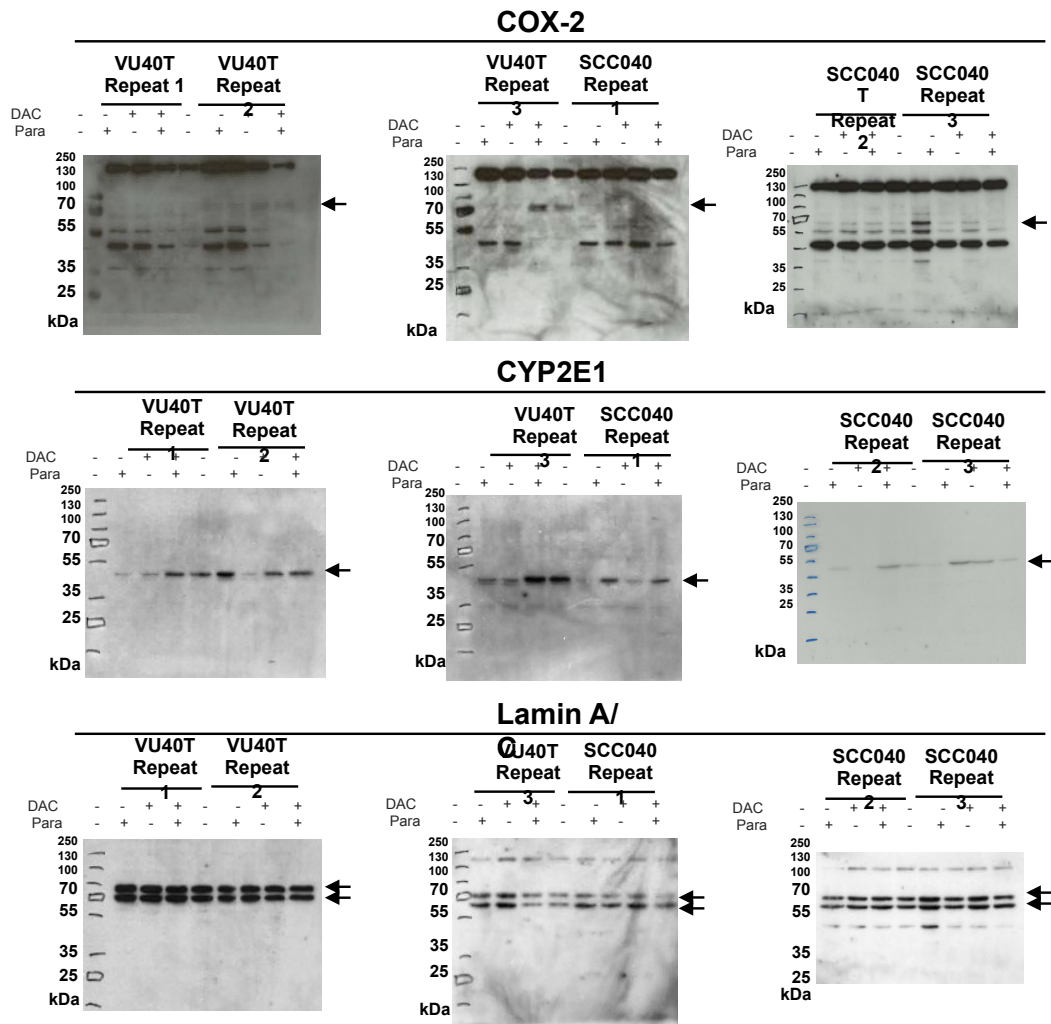 COX-2
VU40T
Repeat 1
VU40T
Repeat
2
DAC - - + + - - + +
Para - + - + - + - +
250
130
100
70
55
35
25
kDa
VU40T
Repeat
3
SCC040
Repeat
1
DAC - - + + - - + +
Para - + - + - + - +
250
130
100
70
55
35
25
kDa
SCC040
T
Repeat
2
SCC040
Repeat
3
DAC - - + + - - + +
Para - + - + - + - +
250
130
100
70
55
35
25
kDa
CYP2E1
VU40T
Repeat
1
VU40T
Repeat
2
DAC - - + + - - + +
Para - + - + - + - +
250
130
100
70
55
35
25
kDa
VU40T
Repeat
3
SCC040
Repeat
1
DAC - - + + - - + +
Para - + - + - + - +
250
130
100
70
55
35
25
kDa
SCC040
Repeat
2
SCC040
Repeat
3
DAC - - + + - - + +
Para - + - + - + - +
250
130
100
70
55
35
25
kDa
Lamin A/
C
VU40T
Repeat
1
VU40T
Repeat
2
DAC - - + + - - + +
Para - + - + - + - +
250
130
100
70
55
35
25
kDa
VU40T
Repeat
3
SCC040
Repeat
1
DAC - - + + - - + +
Para - + - + - + - +
250
130
100
70
55
35
25
kDa
SCC040
Repeat
2
SCC040
Repeat
3
DAC - - + + - - + +
Para - + - + - + - +
250
130
100
70
55
35
25
kDa